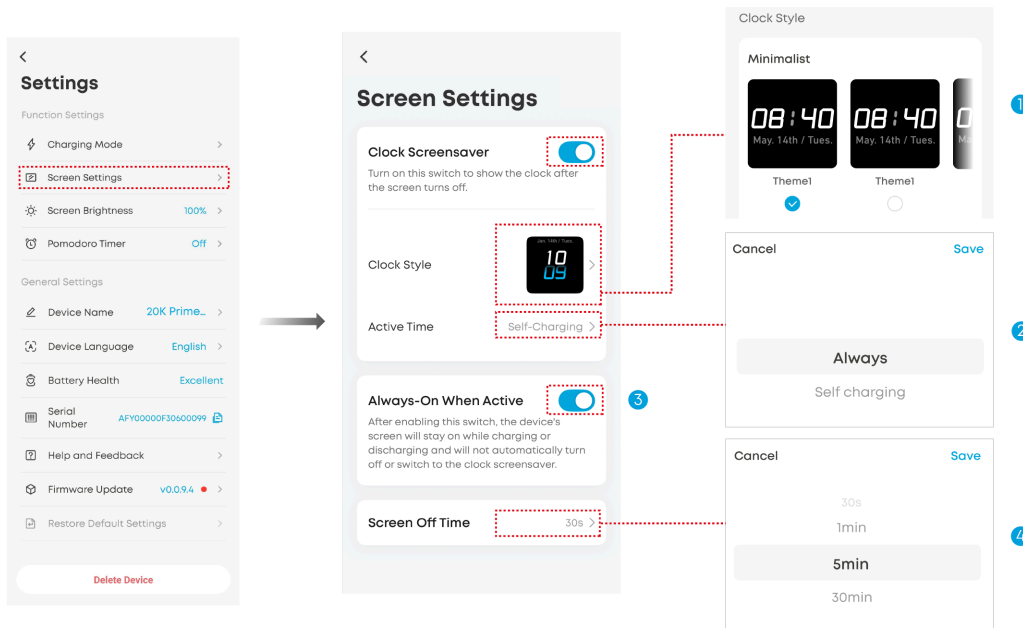 Settings
Function Settings
Charging Mode
Screen Settings
Screen Brightness 100%
Pomodoro Timer Off
General Settings
Device Name 20K Prime...
Device Language English
Battery Health Excellent
Serial
Number AFY00000F30600099
Help and Feedback
Firmware Update v0.0.9.4
Restore Default Settings
Delete Device
Screen Settings
Clock Screensaver
Turn on this switch to show the clock after
the screen turns off.
Clock Style
Jan. 14th / Tues.
10
09
Active Time Self-Charging
Always-On When Active
3
After enabling this switch, the device's
screen will stay on while charging or
discharging and will not automatically turn
off or switch to the clock screensaver.
Screen Off Time 30s
Clock Style
Minimalist
08:40
May. 14th / Tues.
08:40
May. 14th / Tues.
0
Ma
Theme1
Theme1
1
Cancel Save
Always
Self charging
2
Cancel Save
30s
1min
5min
30min
4